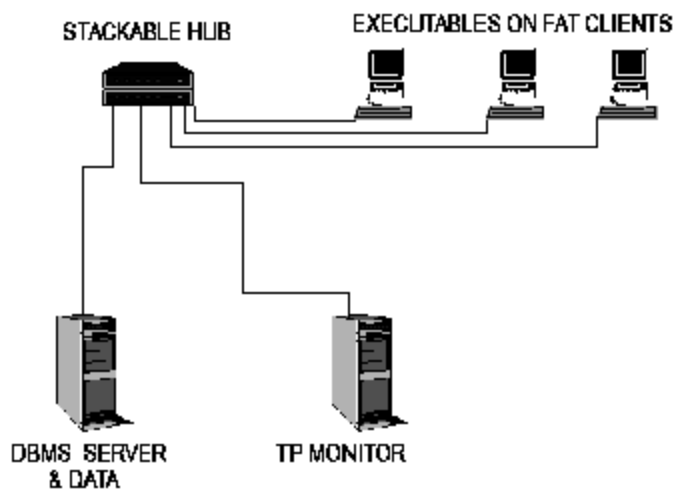 STACKABLE HUB
EXECUTABLES ON FAT CLIENTS
DBMS SERVER
& DATA
TP MONITOR